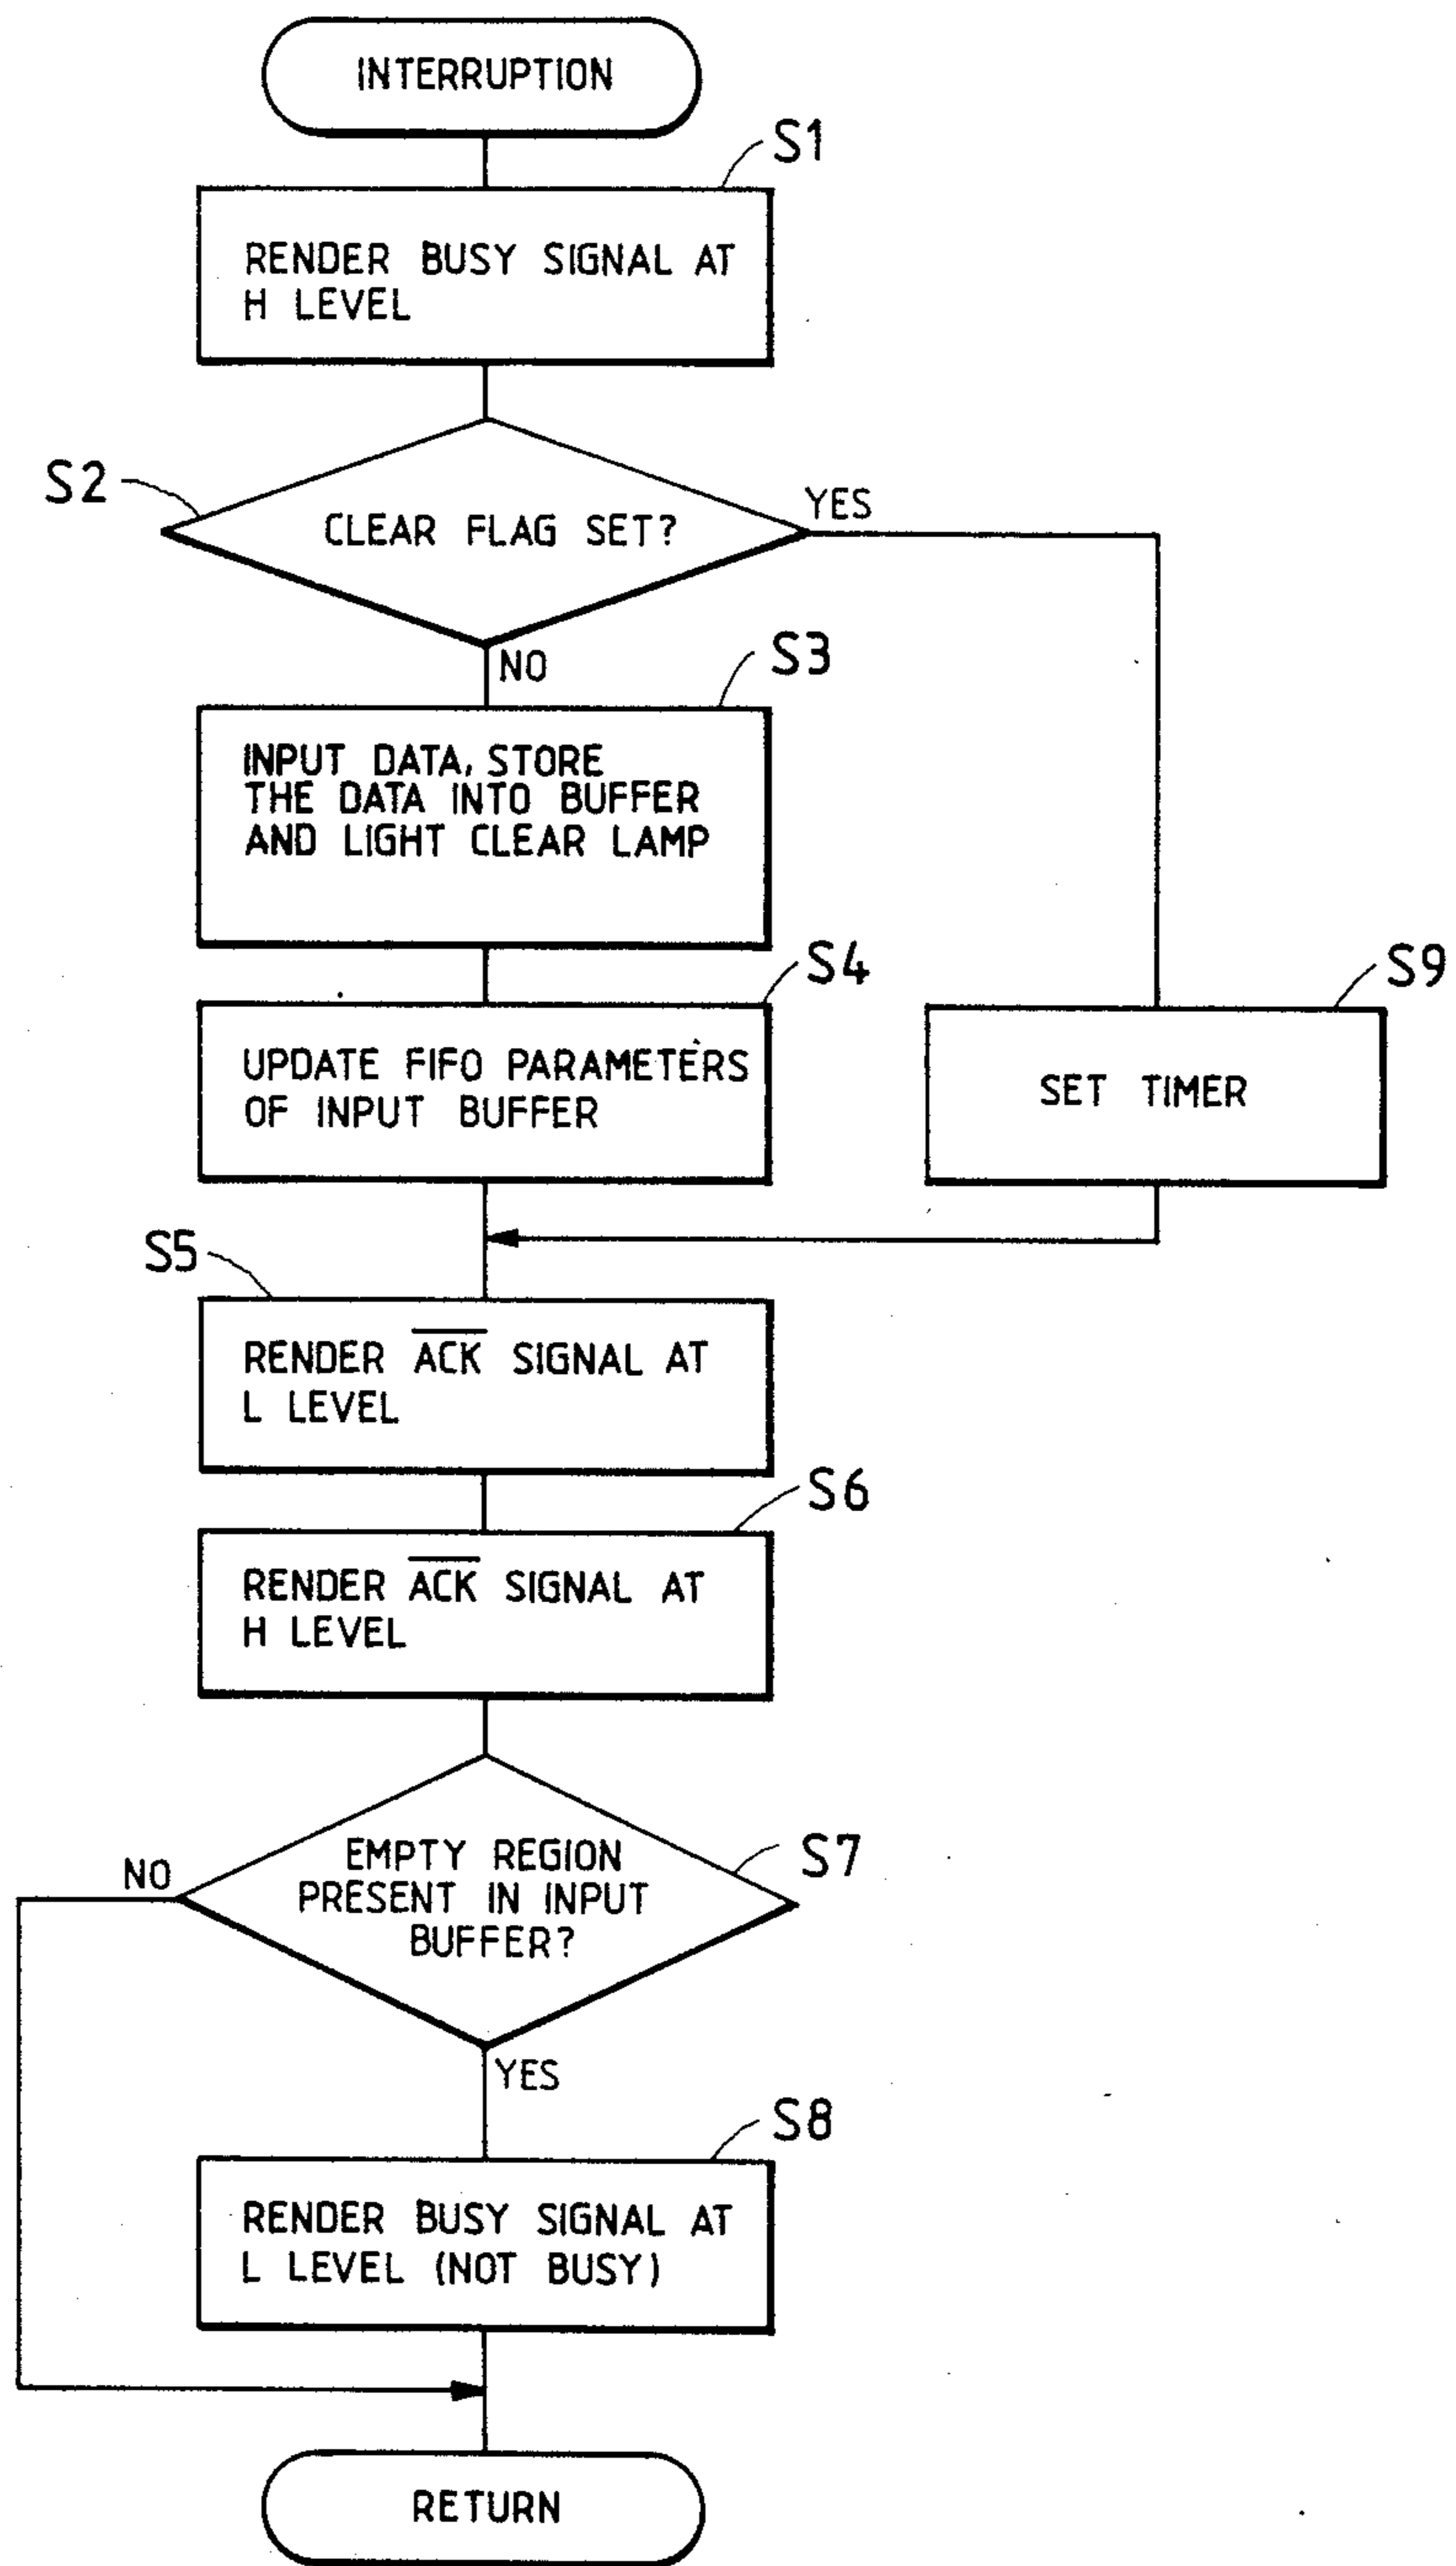 INTERRUPTION
S1
RENDER BUSY SIGNAL AT
H LEVEL
S2
CLEAR FLAG SET?
YES
NO
S3
INPUT DATA, STORE
THE DATA INTO BUFFER
AND LIGHT CLEAR LAMP
S4
UPDATE FIFO PARAMETERS
OF INPUT BUFFER
S9
SET TIMER
S5
RENDER A̅C̅K̅ SIGNAL AT
L LEVEL
S6
RENDER A̅C̅K̅ SIGNAL AT
H LEVEL
S7
EMPTY REGION
PRESENT IN INPUT
BUFFER?
NO
YES
S8
RENDER BUSY SIGNAL AT
L LEVEL (NOT BUSY)
RETURN